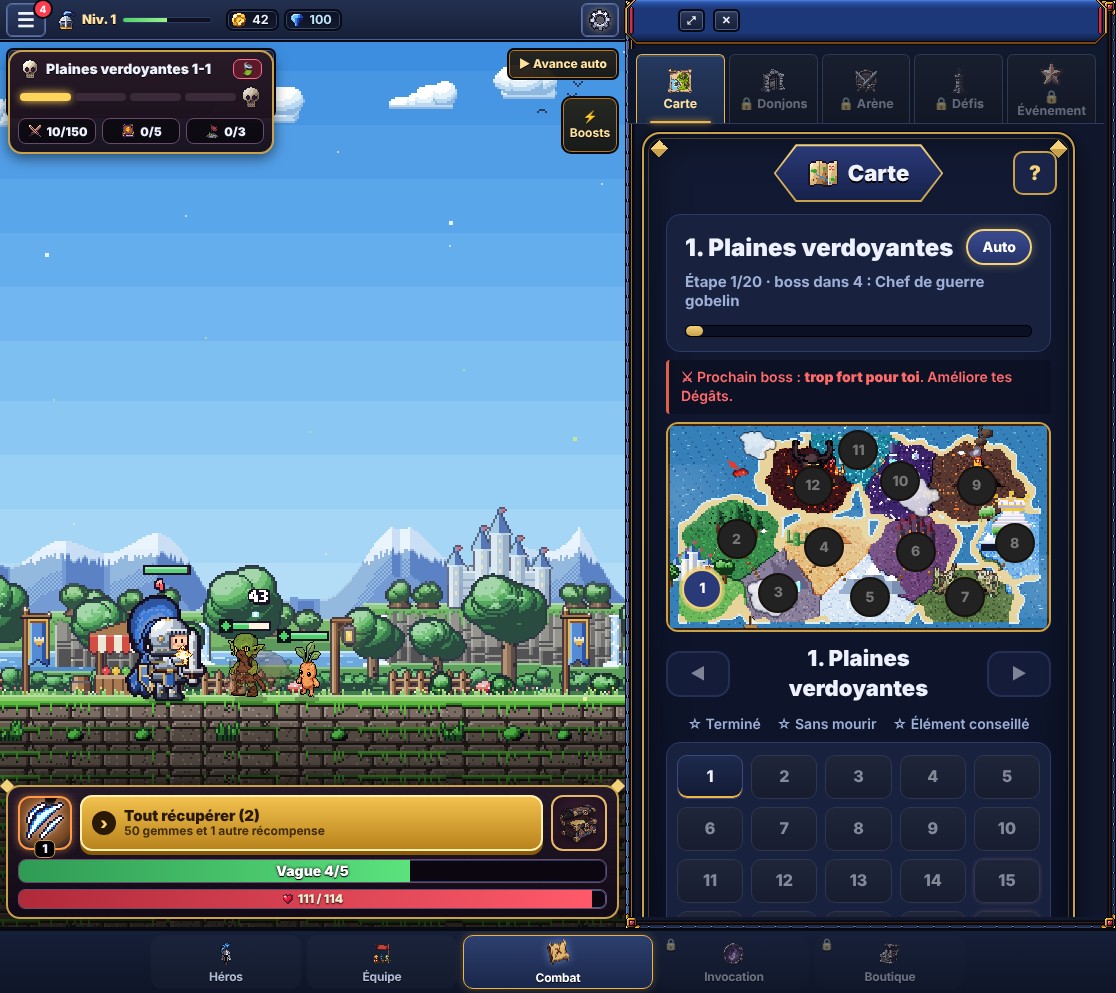 4
Niv. 1
42
100
Plaines verdoyantes 1-1
10/150
0/5
0/3
Avance auto
Boosts
43
1
Tout récupérer (2)
50 gemmes et 1 autre récompense
Vague 4/5
111 / 114
Carte
Donjons
Arène
Défis
Événement
Carte
?
1. Plaines verdoyantes
Auto
Étape 1/20 · boss dans 4 : Chef de guerre
gobelin
Prochain boss : trop fort pour toi. Améliore tes
Dégâts.
11
12
10
9
2
4
6
8
1
3
5
7
1. Plaines
verdoyantes
Terminé
Sans mourir
Élément conseillé
1 2 3 4 5
6 7 8 9 10
11 12 13 14 15
Héros
Équipe
Combat
Invocation
Boutique